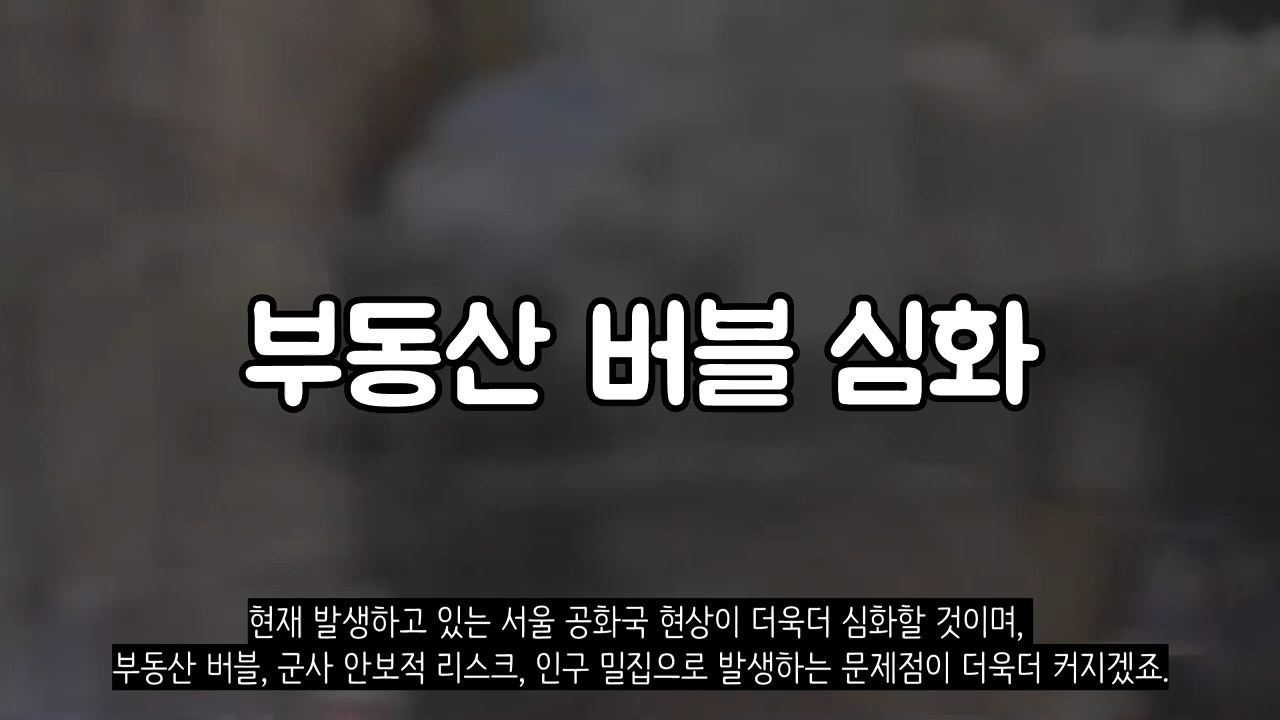 부동산 버블 심화
현재 발생하고 있는 서울 공화국 현상이 더욱더 심화할 것이며,
부동산 버블, 군사 안보적 리스크, 인구 밀집으로 발생하는 문제점이 더욱더 커지겠죠.